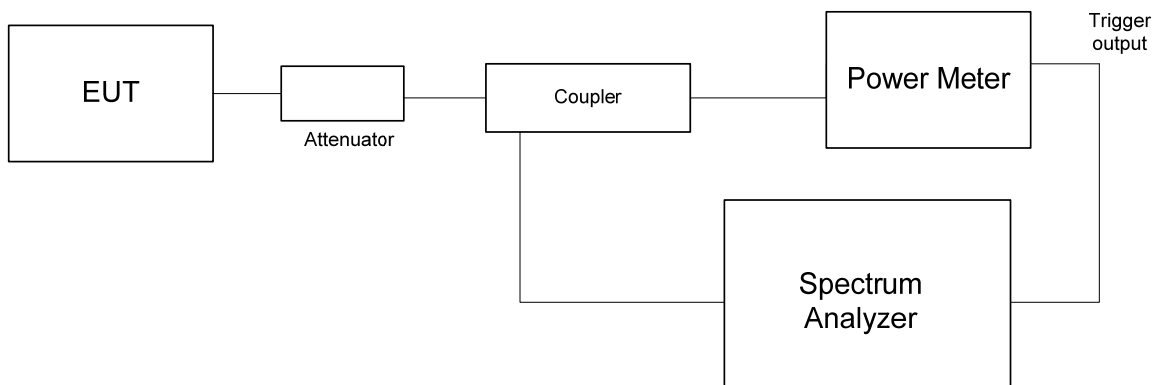 EUT
Attenuator
Coupler
Power Meter
Trigger
output
Spectrum
Analyzer